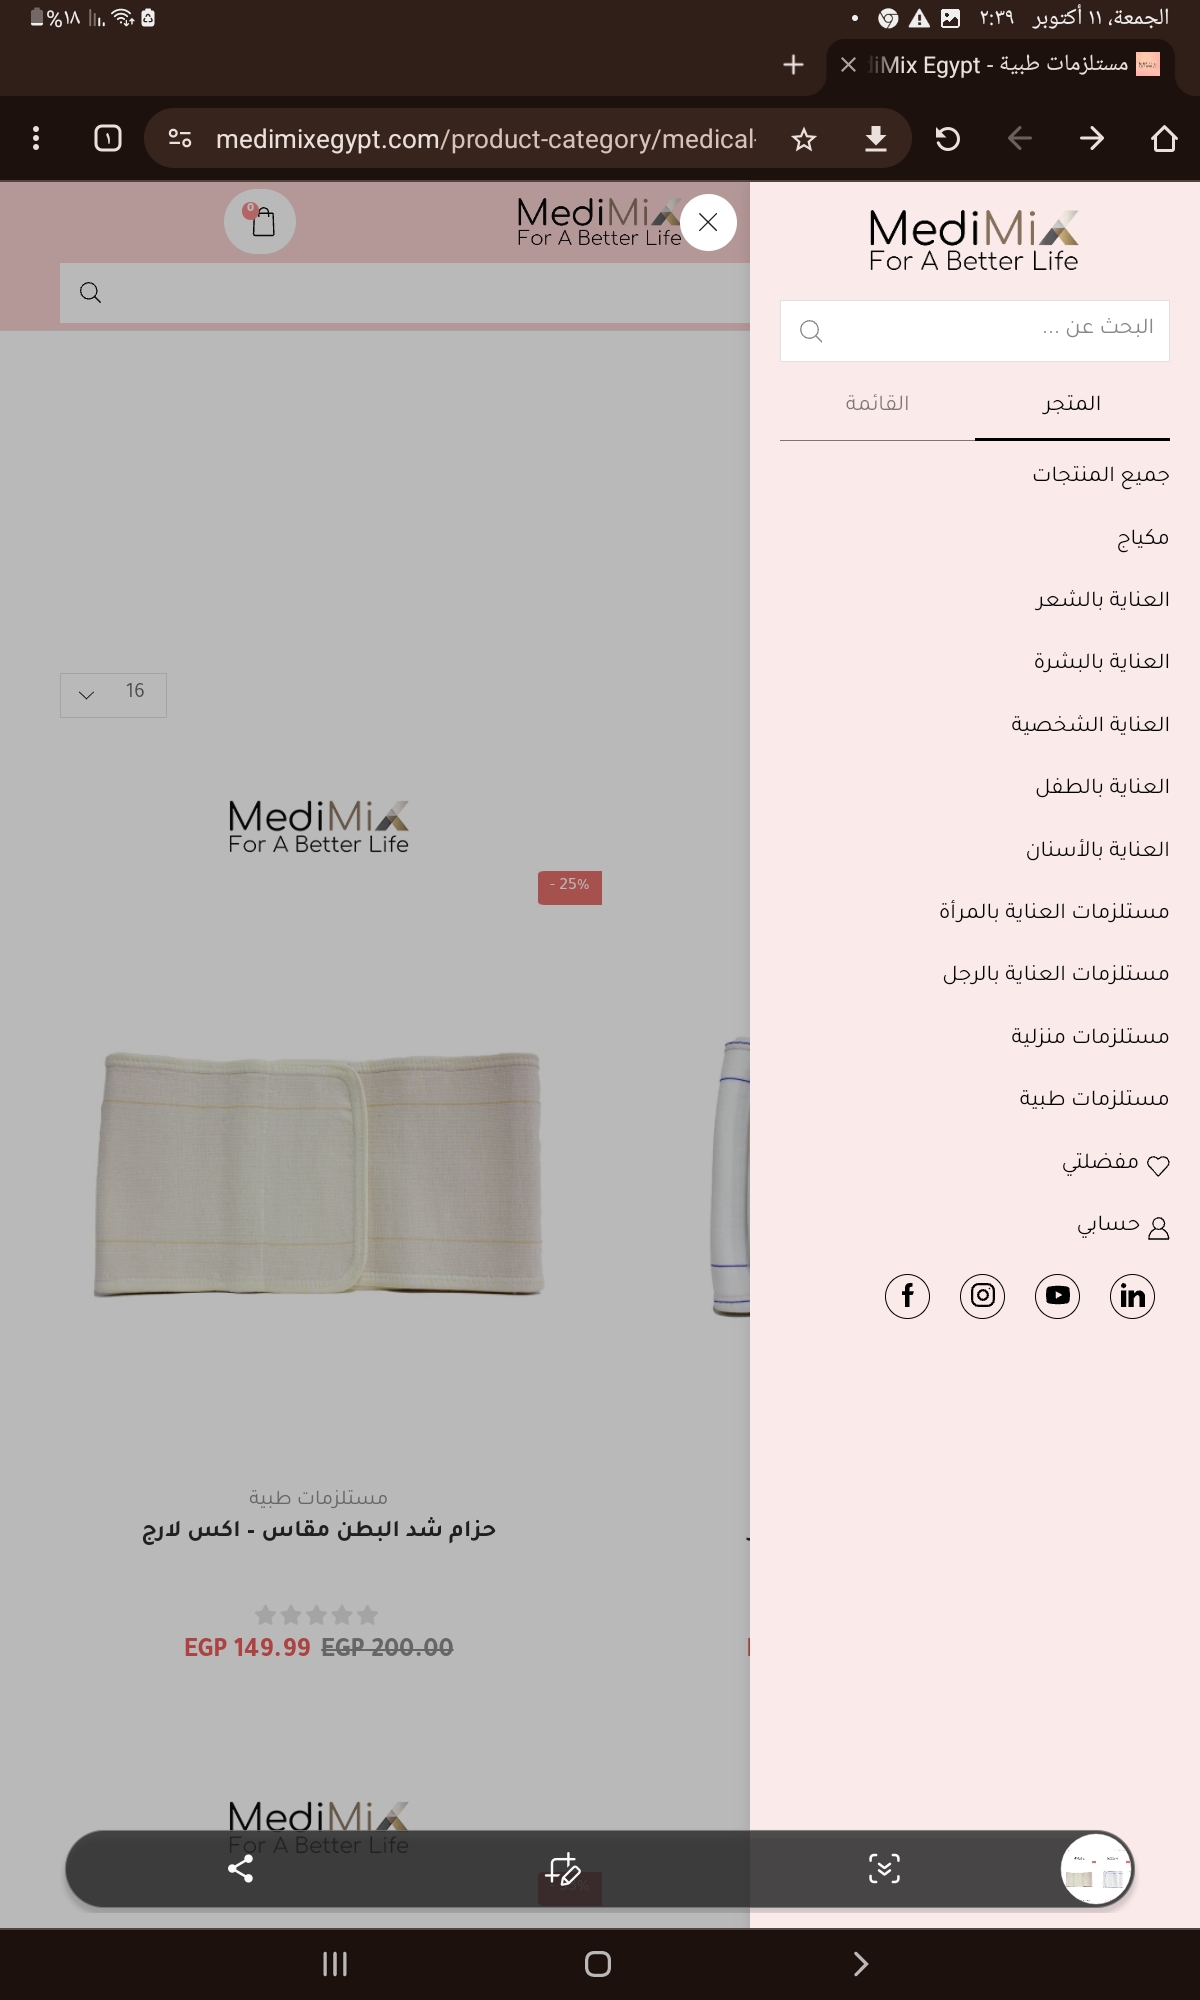 الجمعة، ١١ أكتوبر ٢:٣٩
%١٨
مستلزمات طبية - diMix Egypt
١
medimixegypt.com/product-category/medical-
0
MediMiX
For A Better Life
MediMiX
For A Better Life
البحث عن ...
المتجر
القائمة
جميع المنتجات
مكياج
العناية بالشعر
العناية بالبشرة
العناية الشخصية
العناية بالطفل
العناية بالأسنان
مستلزمات العناية بالمرأة
مستلزمات العناية بالرجل
مستلزمات منزلية
مستلزمات طبية
مفضلتي
حسابي
16
MediMiX
For A Better Life
- 25%
مستلزمات طبية
حزام شد البطن مقاس - اكس لارج
EGP 149.99 EGP 200.00
MediMiX
For A Better Life